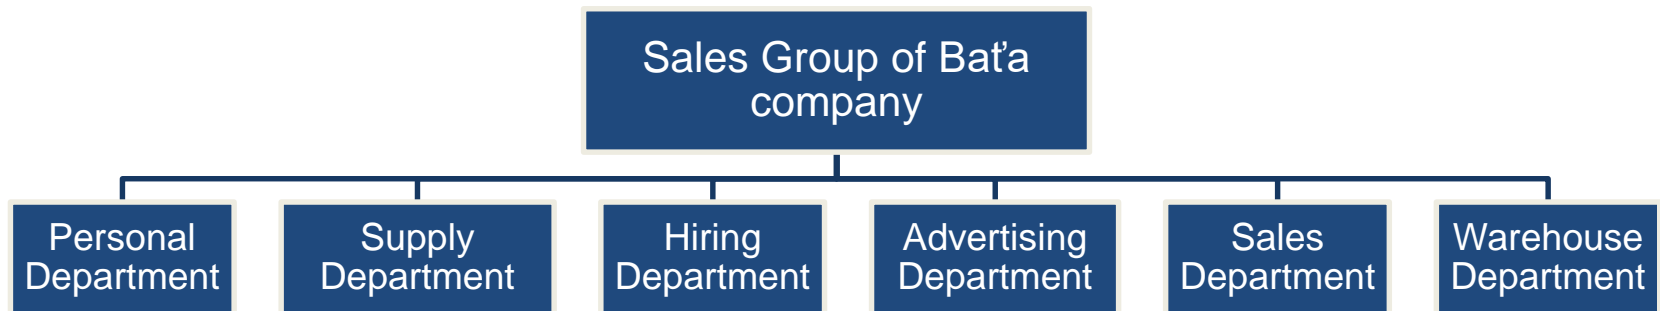 Sales Group of Baťa
company
Personal
Department
Supply
Department
Hiring
Department
Advertising
Department
Sales
Department
Warehouse
Department